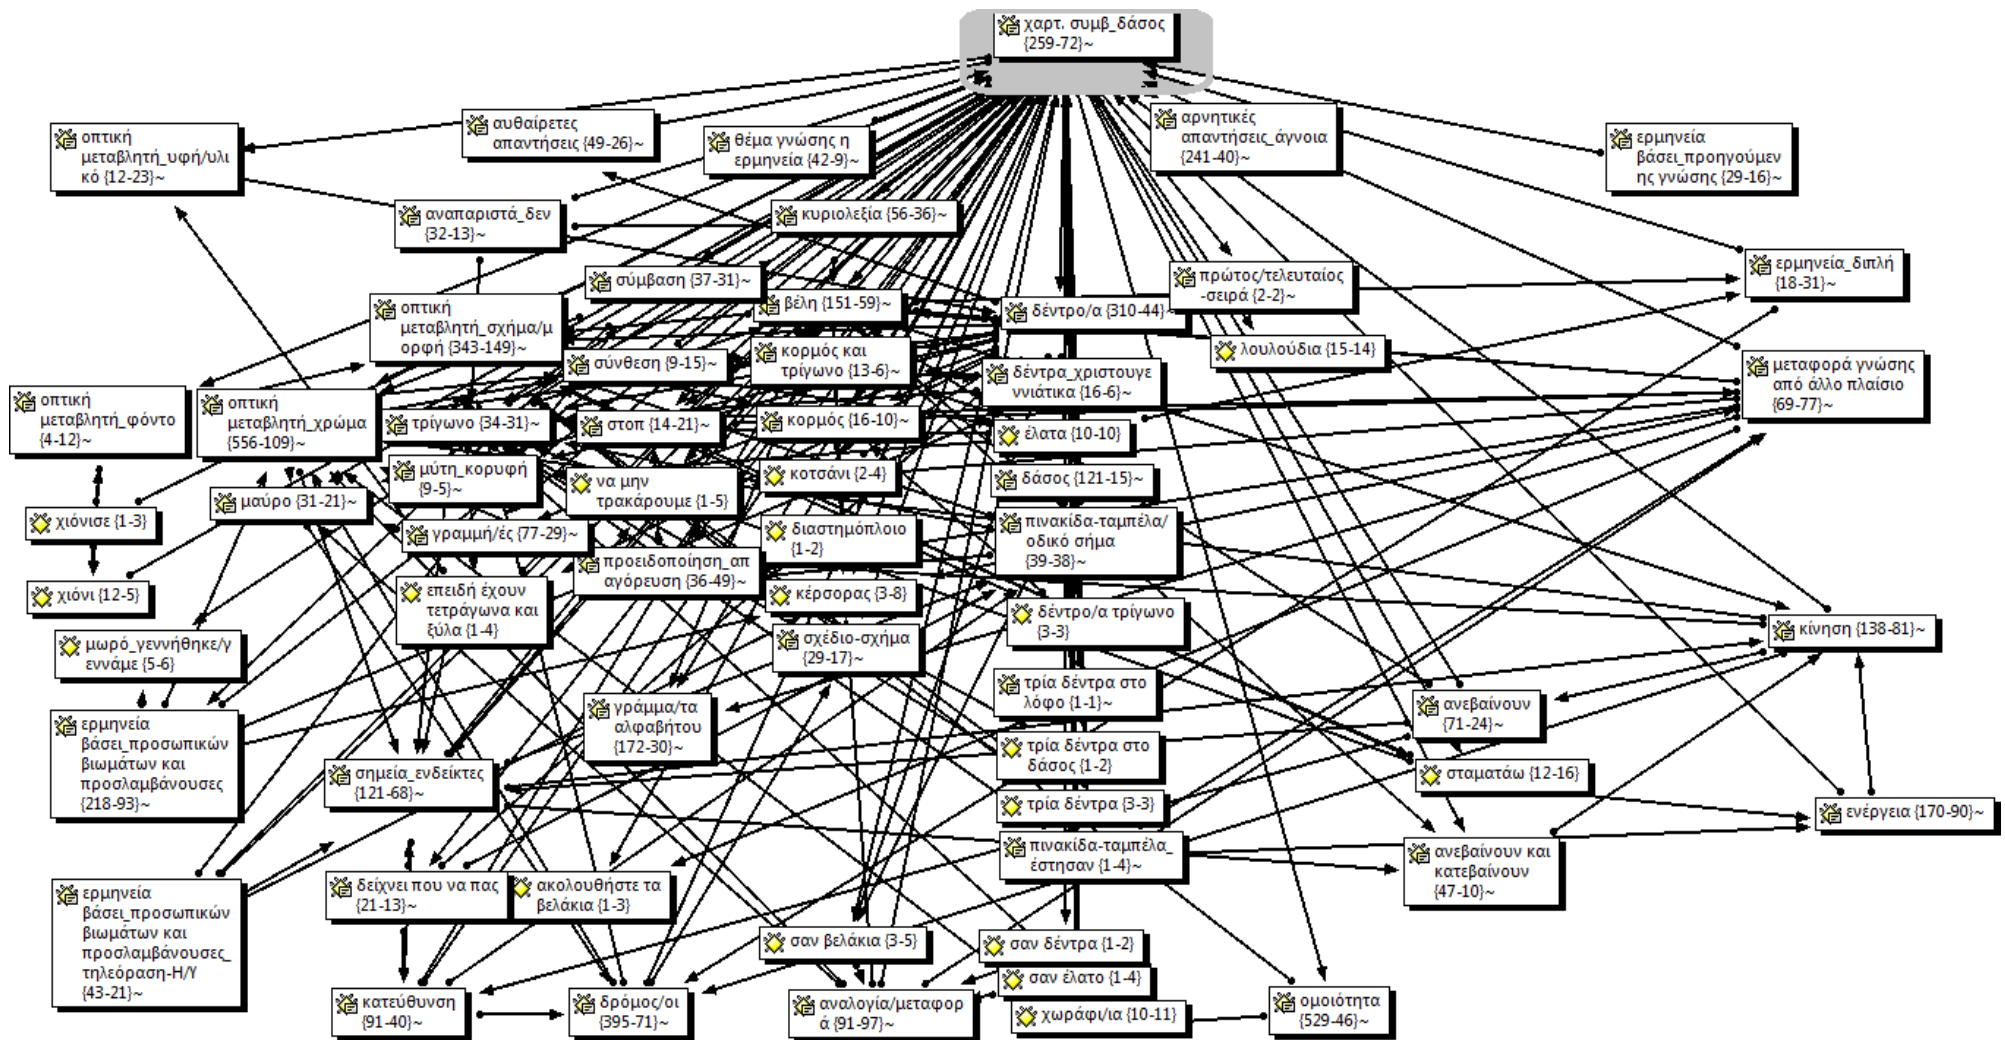 χαρτ. συμβ_δάσος
{259-72}~
οπτική
μεταβλητή_υφή/υλι
κό {12-23}~
αυθαίρετες
απαντήσεις {49-26}~
θέμα γνώσης η
ερμηνεία {42-9}~
αρνητικές
απαντήσεις_άγνοια
{241-40}~
ερμηνεία
βάσει_προηγούμεν
ης γνώσης {29-16}~
αναπαριστά_δεν
{32-13}~
κυριολεξία {56-36}~
σύμβαση {37-31}~
βέλη {151-59}~
πρώτος/τελευταίος
-σειρά {2-2}~
ερμηνεία_διπλή
{18-31}~
οπτική
μεταβλητή_σχήμα/μ
ορφή {343-149}~
δέντρο/α {310-44}~
σύνθεση {9-15}~
κορμός και
τρίγωνο {13-6}~
λουλούδια {15-14}
δέντρα_χριστουγε
ννιάτικα {16-6}~
μεταφορά γνώσης
από άλλο πλαίσιο
{69-77}~
οπτική
μεταβλητή_φόντο
{4-12}~
οπτική
μεταβλητή_χρώμα
{556-109}~
τρίγωνο {34-31}~
στοπ {14-21}~
κορμός {16-10}~
έλατα {10-10}
μύτη_κορυφή
{9-5}~
να μην
τρακάρουμε {1-5}
κοτσάνι {2-4}
δάσος {121-15}~
μαύρο {31-21}~
χιόνισε {1-3}
γραμμή/ές {77-29}~
διαστημόπλοιο
{1-2}
πινακίδα-ταμπέλα/
οδικό σήμα
{39-38}~
προειδοποίηση_απ
αγόρευση {36-49}~
χιόνι {12-5}
επειδή έχουν
τετράγωνα και
ξύλα {1-4}
κέρσορας {3-8}
δέντρο/α τρίγωνο
{3-3}
μωρό_γεννήθηκε/γ
εννάμε {5-6}
σχέδιο-σχήμα
{29-17}~
κίνηση {138-81}~
τρία δέντρα στο
λόφο {1-1}~
ερμηνεία
βάσει_προσωπικών
βιωμάτων και
προσλαμβάνουσες
{218-93}~
γράμμα/τα
αλφαβήτου
{172-30}~
ανεβαίνουν
{71-24}~
τρία δέντρα στο
δάσος {1-2}
σημεία_ενδείκτες
{121-68}~
σταματάω {12-16}
τρία δέντρα {3-3}
ενέργεια {170-90}~
πινακίδα-ταμπέλα_
έστησαν {1-4}~
ανεβαίνουν και
κατεβαίνουν
{47-10}~
ερμηνεία
βάσει_προσωπικών
βιωμάτων και
προσλαμβάνουσες_
τηλεόραση-Η/Υ
{43-21}~
δείχνει που να πας
{21-13}~
ακολουθήστε τα
βελάκια {1-3}
σαν βελάκια {3-5}
σαν δέντρα {1-2}
σαν έλατο {1-4}
κατεύθυνση
{91-40}~
δρόμος/οι
{395-71}~
αναλογία/μεταφορ
ά {91-97}~
χωράφι/ια {10-11}
ομοιότητα
{529-46}~